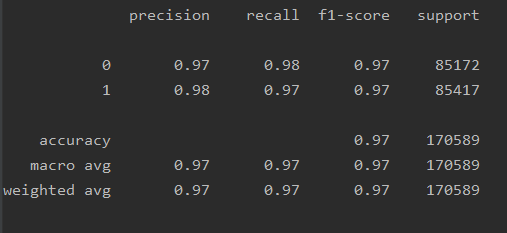 precision recall f1-score support
0 0.97 0.98 0.97 85172
1 0.98 0.97 0.97 85417
accuracy 0.97 170589
macro avg 0.97 0.97 0.97 170589
weighted avg 0.97 0.97 0.97 170589